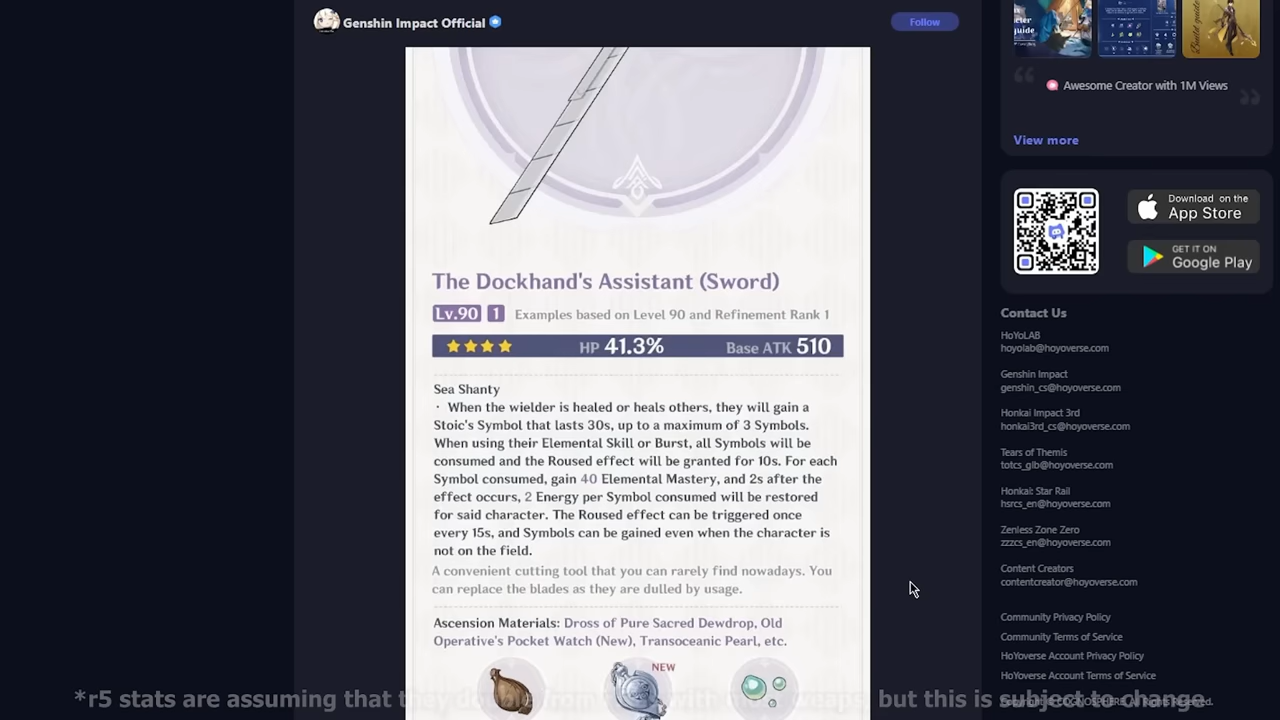 Genshin Impact Official
Follow
The Dockhand's Assistant (Sword)
Lv.90 1 Examples based on Level 90 and Refinement Rank 1
HP 41.3% Base ATK 510
Sea Shanty
· When the wielder is healed or heals others, they will gain a
Stoic's Symbol that lasts 30s, up to a maximum of 3 Symbols.
When using their Elemental Skill or Burst, all Symbols will be
consumed and the Roused effect will be granted for 10s. For each
Symbol consumed, gain 40 Elemental Mastery, and 2s after the
effect occurs, 2 Energy per Symbol consumed will be restored
for said character. The Roused effect can be triggered once
every 15s, and Symbols can be gained even when the character is
not on the field.
A convenient cutting tool that you can rarely find nowadays. You
can replace the blades as they are dulled by usage.
Ascension Materials: Dross of Pure Sacred Dewdrop, Old
Operative's Pocket Watch (New), Transoceanic Pearl, etc.
NEW
*r5 stats are assuming that they but this is subject to change
guide
Build guide
Awesome Creator with 1M Views
View more
Download on the
App Store
GET IT ON
Google Play
Contact Us
HoYoLAB
hoyolab@hoyoverse.com
Genshin Impact
genshin_cs@hoyoverse.com
Honkai Impact 3rd
honkai3rd_cs@hoyoverse.com
Tears of Themis
totcs_glb@hoyoverse.com
Honkai: Star Rail
hsrcs_en@hoyoverse.com
Zenless Zone Zero
zzzcs_en@hoyoverse.com
Content Creators
contentcreator@hoyoverse.com
Community Privacy Policy
Community Terms of Service
HoYoverse Account Privacy Policy
HoYoverse Account Terms of Service
Copyright © COGNOSPHERE. All Rights Reserved.